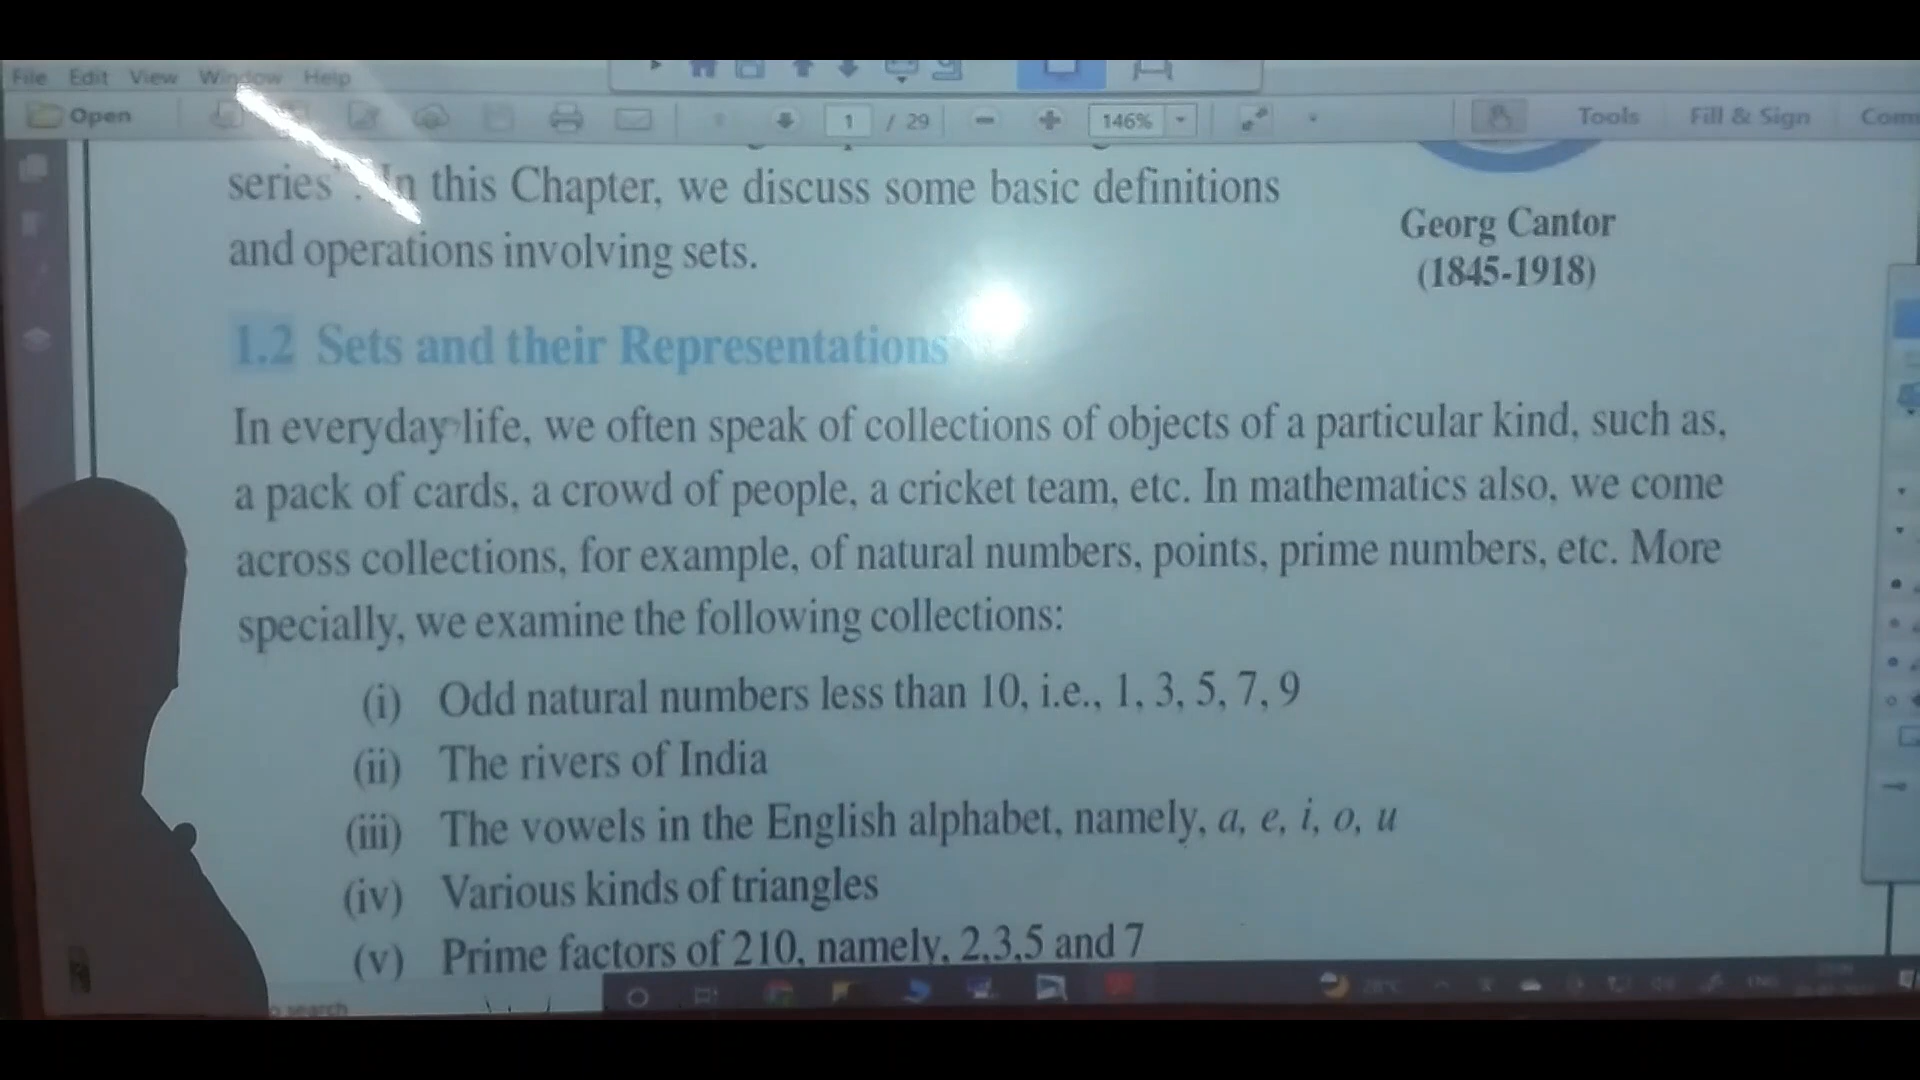 File Edit View Window Help
Open 1 / 29 146% Tools Fill & Sign Com
series". In this Chapter, we discuss some basic definitions
and operations involving sets.
Georg Cantor
(1845-1918)
1.2 Sets and their Representations
In everyday life, we often speak of collections of objects of a particular kind, such as,
a pack of cards, a crowd of people, a cricket team, etc. In mathematics also, we come
across collections, for example, of natural numbers, points, prime numbers, etc. More
specially, we examine the following collections:
(i) Odd natural numbers less than 10, i.e., 1, 3, 5, 7, 9
(ii) The rivers of India
(iii) The vowels in the English alphabet, namely, a, e, i, o, u
(iv) Various kinds of triangles
(v) Prime factors of 210, namely, 2,3,5 and 7
search